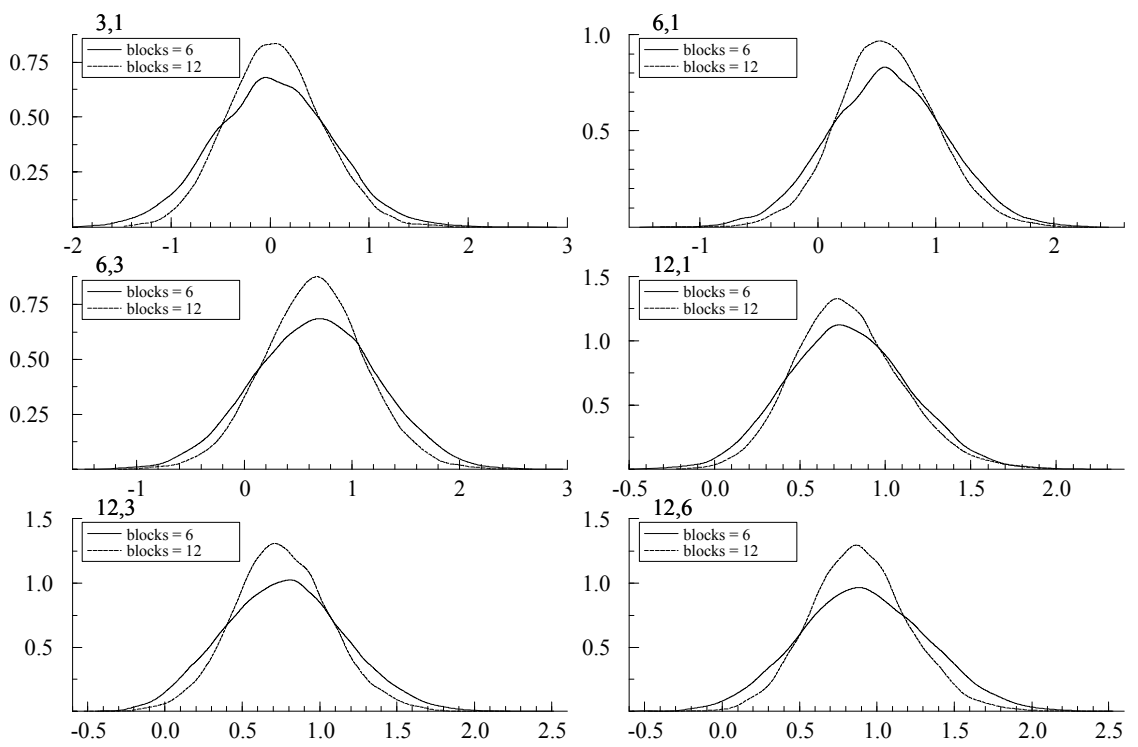 3,1
blocks = 6
blocks = 12
0.75
0.50
0.25
-2 -1 0 1 2 3
6,1
blocks = 6
blocks = 12
1.0
0.5
-1 0 1 2
6,3
blocks = 6
blocks = 12
0.75
0.50
0.25
-1 0 1 2 3
12,1
blocks = 6
blocks = 12
1.5
1.0
0.5
-0.5 0.0 0.5 1.0 1.5 2.0
12,3
blocks = 6
blocks = 12
1.5
1.0
0.5
-0.5 0.0 0.5 1.0 1.5 2.0 2.5
12,6
blocks = 6
blocks = 12
1.5
1.0
0.5
-0.5 0.0 0.5 1.0 1.5 2.0 2.5